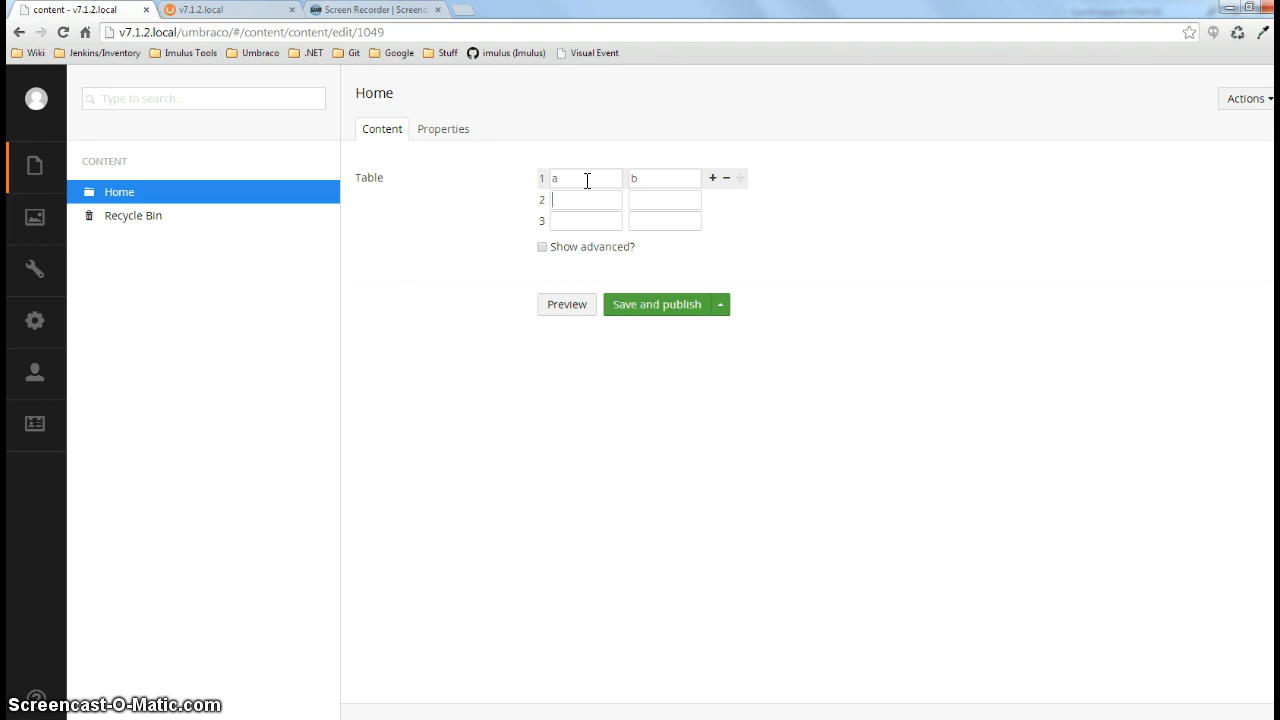 content - v7.1.2.local
v7.1.2.local
Screen Recorder | Screenc
v7.1.2.local/umbraco/#/content/content/edit/1049
Wiki Jenkins/Inventory Imulus Tools Umbraco .NET Git Google Stuff imulus (Imulus) Visual Event
Type to search...
Home
Actions
Content Properties
CONTENT
Home
Recycle Bin
Table
1 a b
2
3
Show advanced?
Preview Save and publish
Screencast-O-Matic.com